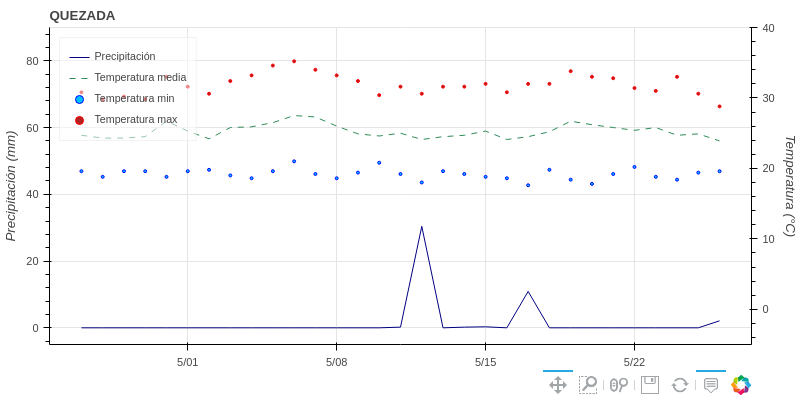 QUEZADA
Precipitación
Temperatura media
Temperatura min
Temperatura max
Precipitación (mm)
80
60
40
20
0
Temperatura (°C)
40
30
20
10
0
5/01
5/08
5/15
5/22